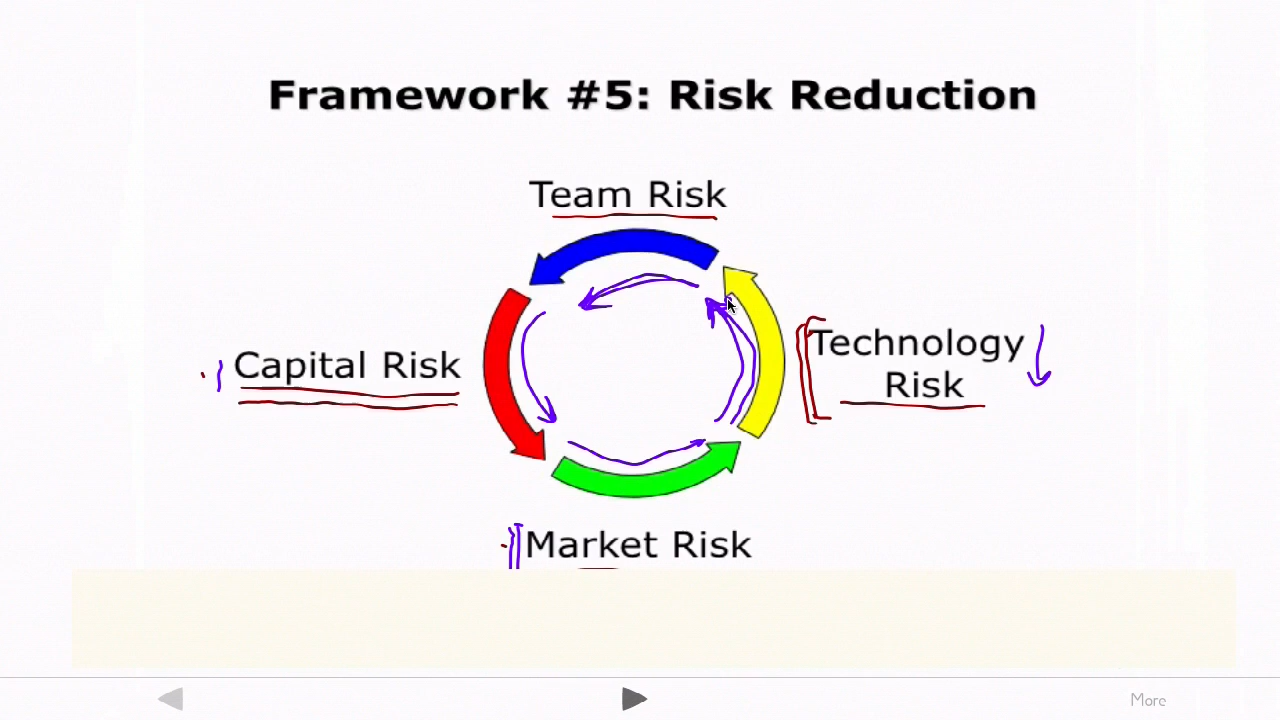 Framework #5: Risk Reduction
Team Risk
Technology
Risk
Capital Risk
Market Risk
More